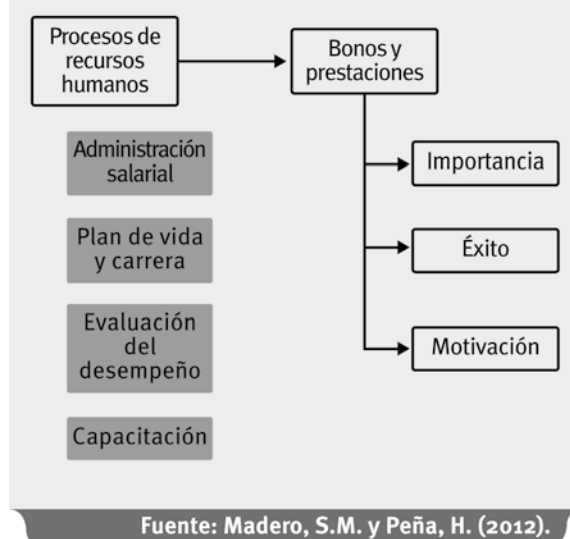 Procesos de
recursos
humanos
Bonos y
prestaciones
Administración
salarial
Importancia
Plan de vida
y carrera
Éxito
Evaluación
del
desempeño
Motivación
Capacitación
Fuente: Madero, S.M. y Peña, H. (2012).